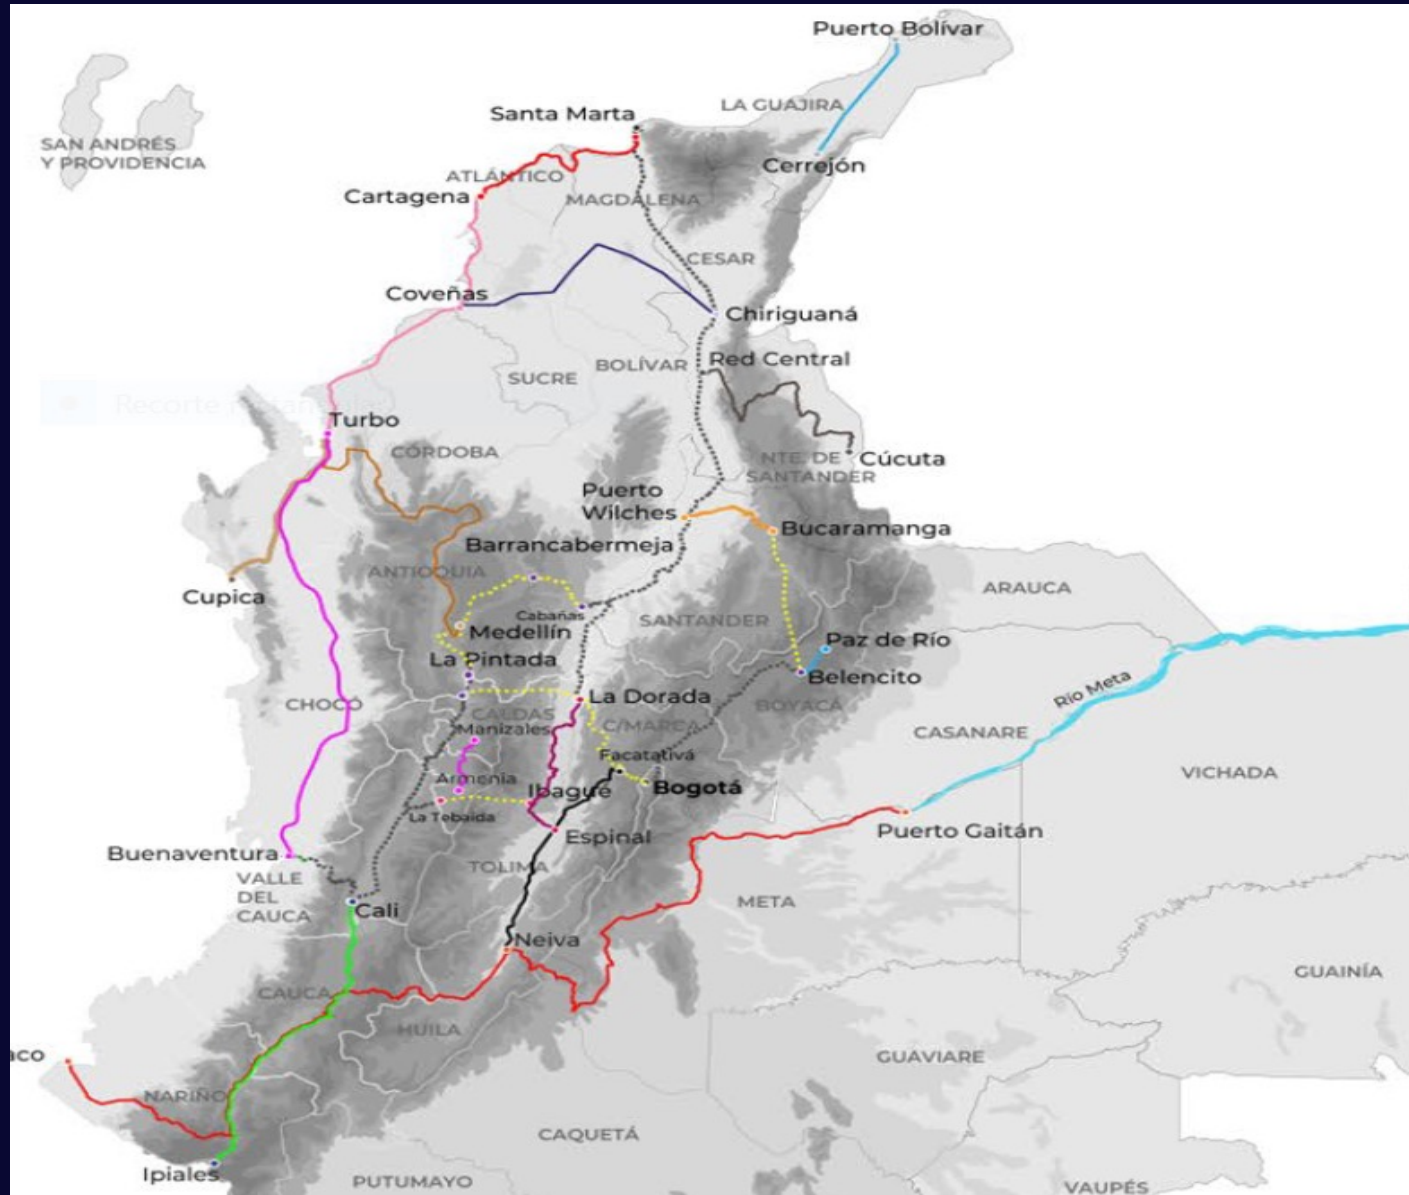 Puerto Bolívar
LA GUAJIRA
Santa Marta
SAN ANDRÉS
Y PROVIDENCIA
Cerrejón
ATLÁNTICO
Cartagena
MAGDALENA
CESAR
Coveñas
Chiriguaná
Red Central
BOLÍVAR
SUCRE
Recorte rectangular
Turbo
CÓRDOBA
Cúcuta
NTE. DE
SANTANDER
Puerto
Wilches
Bucaramanga
Barrancabermeja
ANTIOQUIA
ARAUCA
Cupica
Cabañas
SANTANDER
Medellín
Paz de Río
La Pintada
Belencito
Río Meta
La Dorada
CHOCÓ
BOYACÁ
CALDAS
C/MARCA
Manizales
CASANARE
Facatativá
VICHADA
Armenia
Ibagué
Bogotá
La Tebaida
Puerto Gaitán
Espinal
Buenaventura
TOLIMA
VALLE
DEL
CAUCA
META
Cali
Neiva
GUAINÍA
CAUCA
HUILA
aco
GUAVIARE
NARIÑO
CAQUETÁ
Ipiales
PUTUMAYO
VAUPÉS